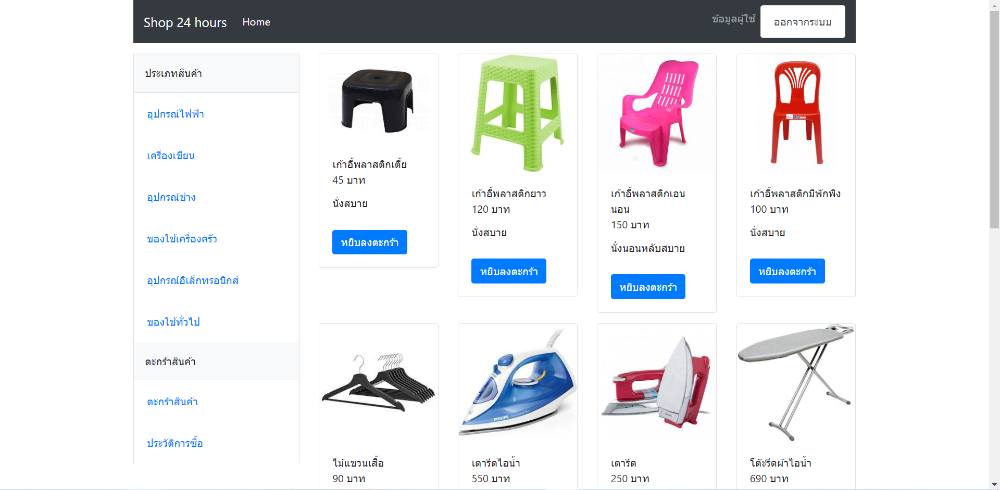 Shop 24 hours
Home
ข้อมูลผู้ใช้
ออกจากระบบ
ประเภทสินค้า
อุปกรณ์ไฟฟ้า
เครื่องเขียน
อุปกรณ์ช่าง
ของใช้เครื่องครัว
อุปกรณ์อิเล็กทรอนิกส์
ของใช้ทั่วไป
ตะกร้าสินค้า
ตะกร้าสินค้า
ประวัติการซื้อ
เก้าอี้พลาสติกเตี้ย
45 บาท
นั่งสบาย
หยิบลงตะกร้า
เก้าอี้พลาสติกยาว
120 บาท
นั่งสบาย
หยิบลงตะกร้า
เก้าอี้พลาสติกเอน
นอน
150 บาท
นั่งนอนหลับสบาย
หยิบลงตะกร้า
เก้าอี้พลาสติกมีพักพิง
100 บาท
นั่งสบาย
หยิบลงตะกร้า
ไม้แขวนเสื้อ
90 บาท
PHILIPS
เตารีดไอน้ำ
550 บาท
เตารีด
250 บาท
โต๊ะรีดผ้าไอน้ำ
690 บาท